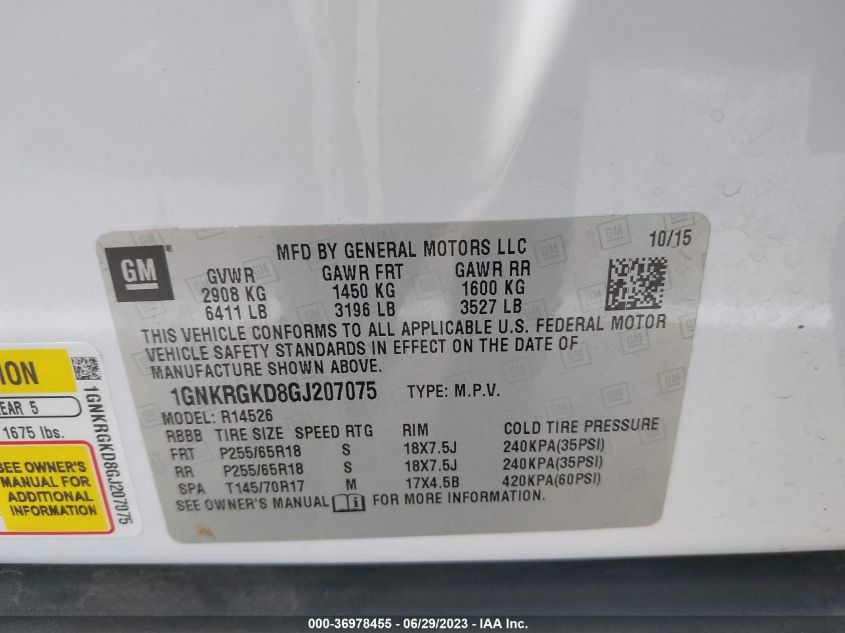 GM
MFD BY GENERAL MOTORS LLC
10/15
GVWR GAWR FRT GAWR RR
2908 KG 1450 KG 1600 KG
6411 LB 3196 LB 3527 LB
THIS VEHICLE CONFORMS TO ALL APPLICABLE U.S. FEDERAL MOTOR
VEHICLE SAFETY STANDARDS IN EFFECT ON THE DATE OF
MANUFACTURE SHOWN ABOVE.
1GNKRGKD8GJ207075 TYPE: M.P.V.
MODEL: R14526
RBBB TIRE SIZE SPEED RTG RIM COLD TIRE PRESSURE
FRT P255/65R18 S 18X7.5J 240KPA(35PSI)
RR P255/65R18 S 18X7.5J 240KPA(35PSI)
SPA T145/70R17 M 17X4.5B 420KPA(60PSI)
SEE OWNER'S MANUAL FOR MORE INFORMATION.
ION
EAR 5
1675 lbs.
SEE OWNER'S
MANUAL FOR
ADDITIONAL
INFORMATION
1GNKRGKD8GJ207075
000-36978455 - 06/29/2023 - IAAI Inc.